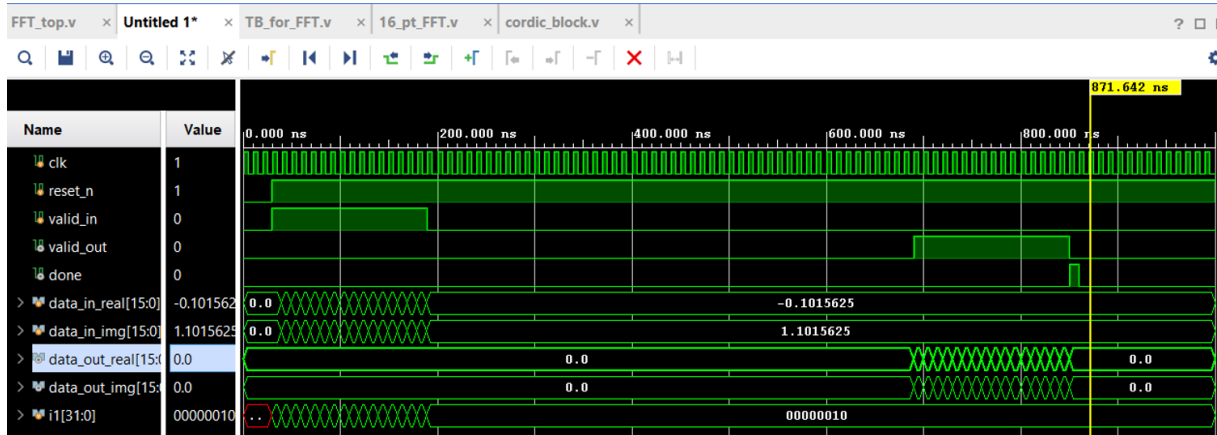 FFT_top.v × Untitled 1* × TB_for_FFT.v × 16_pt_FFT.v × cordic_block.v × ?
871.642 ns
Name Value 0.000 ns 200.000 ns 400.000 ns 600.000 ns 800.000 ns
clk 1
reset_n 1
valid_in 0
valid_out 0
done 0
data_in_real[15:0] -0.101562 0.0 -0.1015625
data_in_img[15:0] 1.1015625 0.0 1.1015625
data_out_real[15:0 0.0 0.0 0.0
data_out_img[15: 0.0 0.0 0.0
i1[31:0] 00000010 .. 00000010